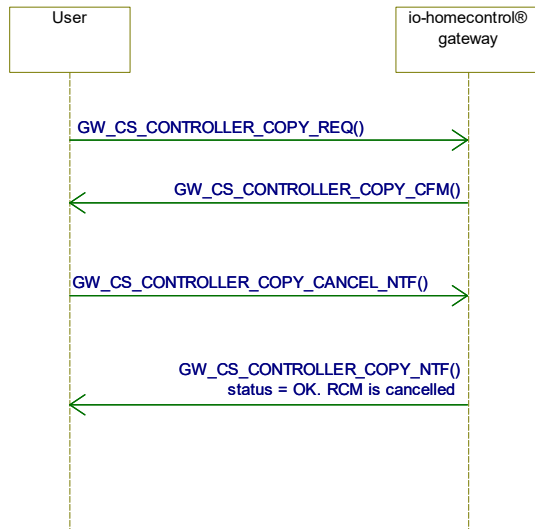 User
io-homecontrol®
gateway
GW_CS_CONTROLLER_COPY_REQ()
GW_CS_CONTROLLER_COPY_CFM()
GW_CS_CONTROLLER_COPY_CANCEL_NTF()
GW_CS_CONTROLLER_COPY_NTF()
status = OK. RCM is cancelled